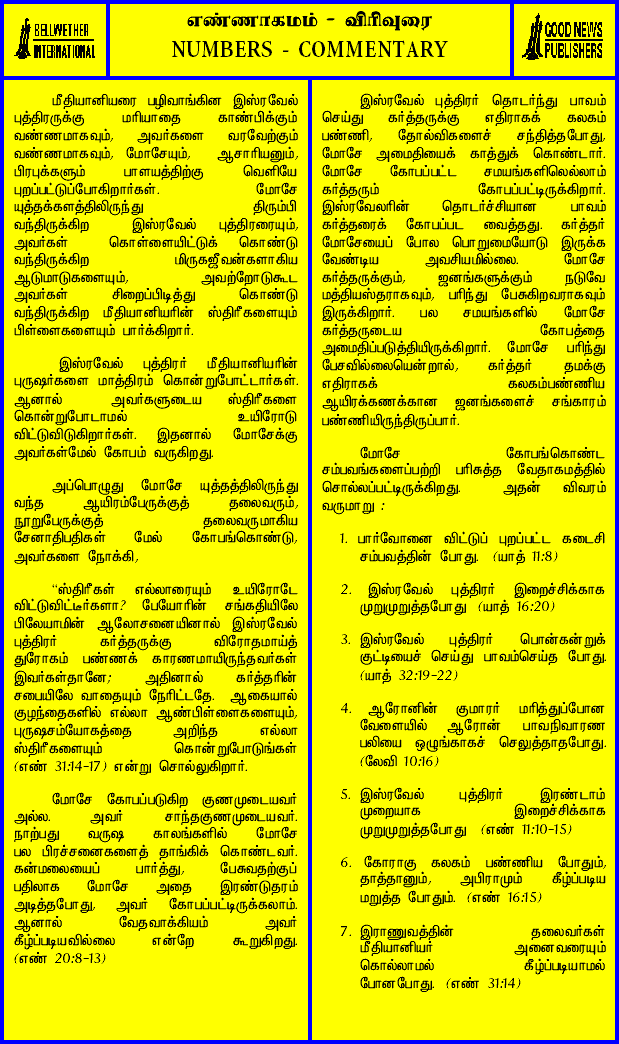 BELLWETHER
INTERNATIONAL
எண்ணாகமம் - விரிவுரை
NUMBERS - COMMENTARY
GOOD NEWS
PUBLISHERS
மீதியானியரை பழிவாங்கின இஸ்ரவேல்
புத்திரருக்கு மரியாதை காண்பிக்கும்
வண்ணமாகவும், அவர்களை வரவேற்கும்
வண்ணமாகவும், மோசேயும், ஆசாரியனும்,
பிரபுக்களும் பாளயத்திற்கு வெளியே
புறப்பட்டுப்போகிறார்கள். மோசே
யுத்தக்களத்திலிருந்து திரும்பி
வந்திருக்கிற இஸ்ரவேல் புத்திரரையும்,
அவர்கள் கொள்ளையிட்டுக் கொண்டு
வந்திருக்கிற மிருகஜீவன்களாகிய
ஆடுமாடுகளையும், அவற்றோடுகூட
அவர்கள் சிறைப்பிடித்து கொண்டு
வந்திருக்கிற மீதியானியரின் ஸ்திரீகளையும்
பிள்ளைகளையும் பார்க்கிறார்.
இஸ்ரவேல் புத்திரர் மீதியானியரின்
புருஷர்களை மாத்திரம் கொன்றுபோட்டார்கள்.
ஆனால் அவர்களுடைய ஸ்திரீகளை
கொன்றுபோடாமல் உயிரோடு
விட்டுவிடுகிறார்கள். இதனால் மோசேக்கு
அவர்கள்மேல் கோபம் வருகிறது.
அப்பொழுது மோசே யுத்தத்திலிருந்து
வந்த ஆயிரம்பேருக்குத் தலைவரும்,
நூறுபேருக்குத் தலைவருமாகிய
சேனாதிபதிகள் மேல் கோபங்கொண்டு,
அவர்களை நோக்கி,
"ஸ்திரீகள் எல்லாரையும் உயிரோடே
விட்டுவிட்டீர்களா? பேயோரின் சங்கதியிலே
பிலேயாமின் ஆலோசனையினால் இஸ்ரவேல்
புத்திரர் கர்த்தருக்கு விரோதமாய்த்
துரோகம் பண்ணக் காரணமாயிருந்தவர்கள்
இவர்கள்தானே; அதினால் கர்த்தரின்
சபையிலே வாதையும் நேரிட்டதே. ஆகையால்
குழந்தைகளில் எல்லா ஆண்பிள்ளைகளையும்,
புருஷசம்யோகத்தை அறிந்த எல்லா
ஸ்திரீகளையும் கொன்றுபோடுங்கள்
(எண் 31:14-17) என்று சொல்லுகிறார்.
மோசே கோபப்படுகிற குணமுடையவர்
அல்ல. அவர் சாந்தகுணமுடையவர்.
நாற்பது வருஷ காலங்களில் மோசே
பல பிரச்சனைகளைத் தாங்கிக் கொண்டவர்.
கன்மலையைப் பார்த்து, பேசுவதற்குப்
பதிலாக மோசே அதை இரண்டுதரம்
அடித்தபோது, அவர் கோபப்பட்டிருக்கலாம்.
ஆனால் வேதவாக்கியம் அவர்
கீழ்ப்படியவில்லை என்றே கூறுகிறது.
(எண் 20:8-13)
இஸ்ரவேல் புத்திரர் தொடர்ந்து பாவம்
செய்து கர்த்தருக்கு எதிராகக் கலகம்
பண்ணி, தோல்விகளைச் சந்தித்தபோது,
மோசே அமைதியைக் காத்துக் கொண்டார்.
மோசே கோபப்பட்ட சமயங்களிலெல்லாம்
கர்த்தரும் கோபப்பட்டிருக்கிறார்.
இஸ்ரவேலரின் தொடர்ச்சியான பாவம்
கர்த்தரைக் கோபப்பட வைத்தது. கர்த்தர்
மோசேயைப் போல பொறுமையோடு இருக்க
வேண்டிய அவசியமில்லை. மோசே
கர்த்தருக்கும், ஜனங்களுக்கும் நடுவே
மத்தியஸ்தராகவும், பரிந்து பேசுகிறவராகவும்
இருக்கிறார். பல சமயங்களில் மோசே
கர்த்தருடைய கோபத்தை
அமைதிப்படுத்தியிருக்கிறார். மோசே பரிந்து
பேசவில்லையென்றால், கர்த்தர் தமக்கு
எதிராகக் கலகம்பண்ணிய
ஆயிரக்கணக்கான ஜனங்களைச் சங்காரம்
பண்ணியிருந்திருப்பார்.
மோசே கோபங்கொண்ட
சம்பவங்களைப்பற்றி பரிசுத்த வேதாகமத்தில்
சொல்லப்பட்டிருக்கிறது. அதன் விவரம்
வருமாறு :
1. பார்வோனை விட்டுப் புறப்பட்ட கடைசி
சம்பவத்தின் போது. (யாத் 11:8)
2. இஸ்ரவேல் புத்திரர் இறைச்சிக்காக
முறுமுறுத்தபோது (யாத் 16:20)
3. இஸ்ரவேல் புத்திரர் பொன்கன்றுக்
குட்டியைச் செய்து பாவம்செய்த போது.
(யாத் 32:19-22)
4. ஆரோனின் குமாரர் மரித்துப்போன
வேளையில் ஆரோன் பாவநிவாரண
பலியை ஒழுங்காகச் செலுத்தாதபோது.
(லேவி 10:16)
5. இஸ்ரவேல் புத்திரர் இரண்டாம்
முறையாக இறைச்சிக்காக
முறுமுறுத்தபோது (எண் 11:10-15)
6. கோராகு கலகம் பண்ணிய போதும்,
தாத்தானும், அபிராமும் கீழ்ப்படிய
மறுத்த போதும். (எண் 16:15)
7. இராணுவத்தின் தலைவர்கள்
மீதியானியர் அனைவரையும்
கொல்லாமல் கீழ்ப்படியாமல்
போனபோது. (எண் 31:14)